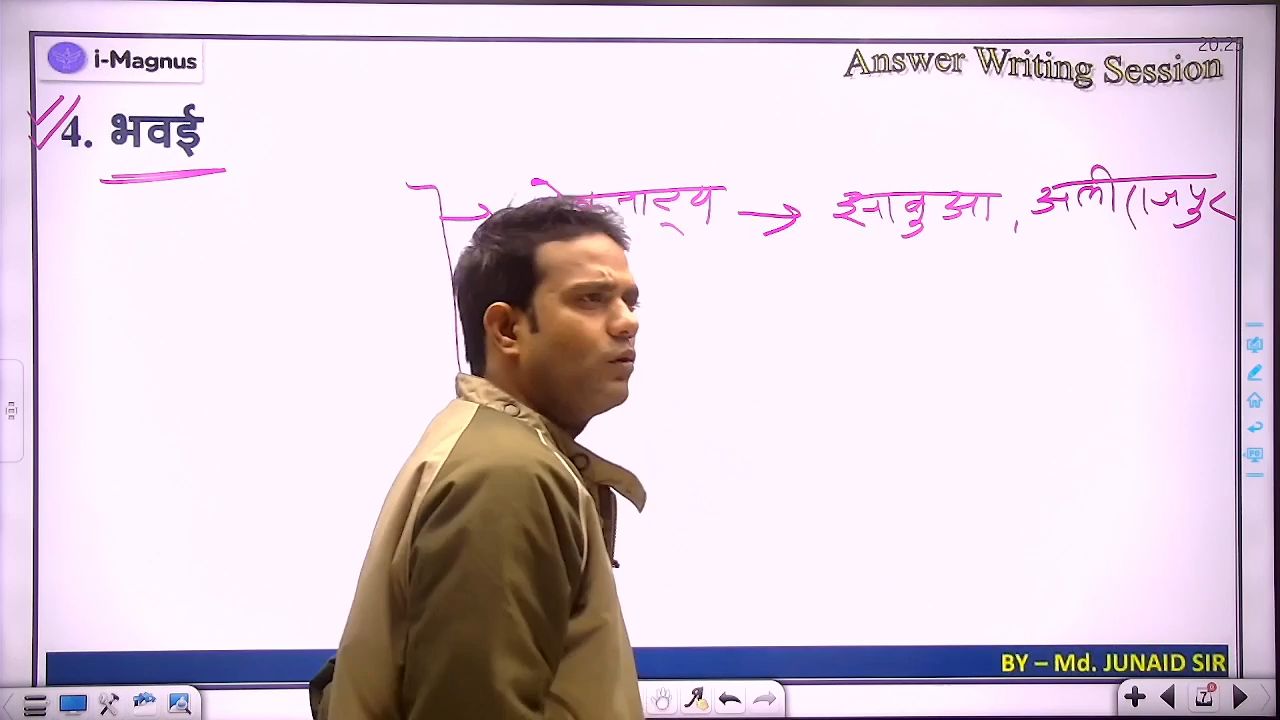 i-Magnus
Answer Writing Session
4. भवई
झाबुआ, अलीराजपुर
BY – Md. JUNAID SIR